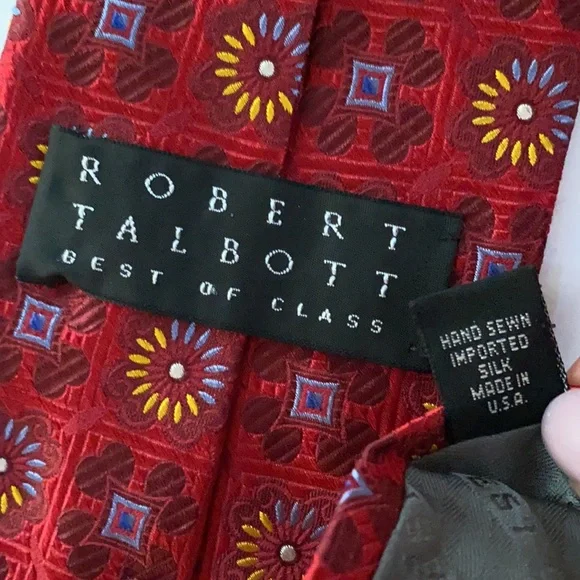 ROBERT
TALBOTT
BEST OF CLASS
HAND SEWN
IMPORTED
SILK
MADE IN
U.S.A.